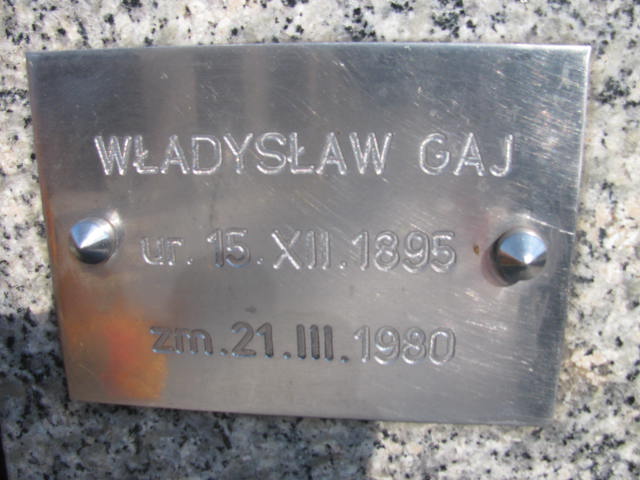 WŁADYSŁAW GAJ
ur. 15. XII. 1895
zm. 21. III. 1980